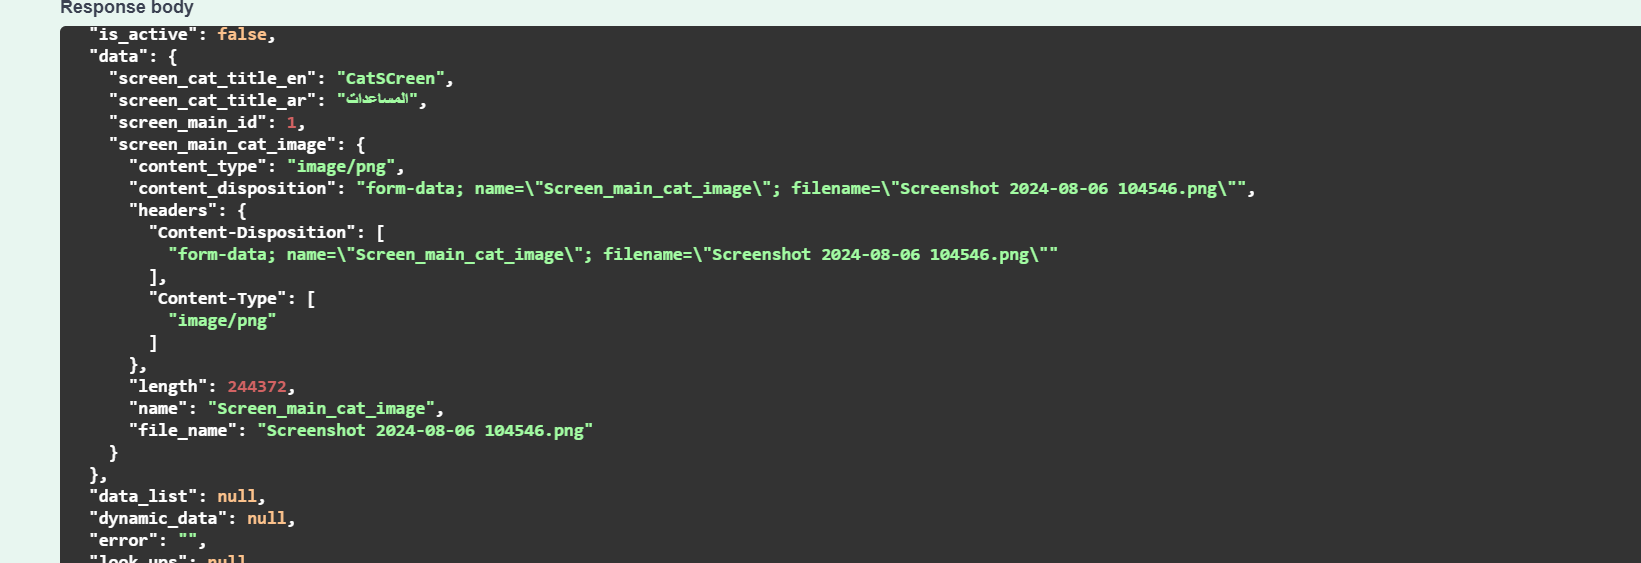 Response body
"is_active": false,
"data": {
"screen_cat_title_en": "CatSCreen",
"screen_cat_title_ar": "المساعدات",
"screen_main_id": 1,
"screen_main_cat_image": {
"content_type": "image/png",
"content_disposition": "form-data; name=\"Screen_main_cat_image\"; filename=\"Screenshot 2024-08-06 104546.png\"",
"headers": {
"Content-Disposition": [
"form-data; name=\"Screen_main_cat_image\"; filename=\"Screenshot 2024-08-06 104546.png\""
],
"Content-Type": [
"image/png"
]
},
"length": 244372,
"name": "Screen_main_cat_image",
"file_name": "Screenshot 2024-08-06 104546.png"
}
},
"data_list": null,
"dynamic_data": null,
"error": "",
"look_ups": null